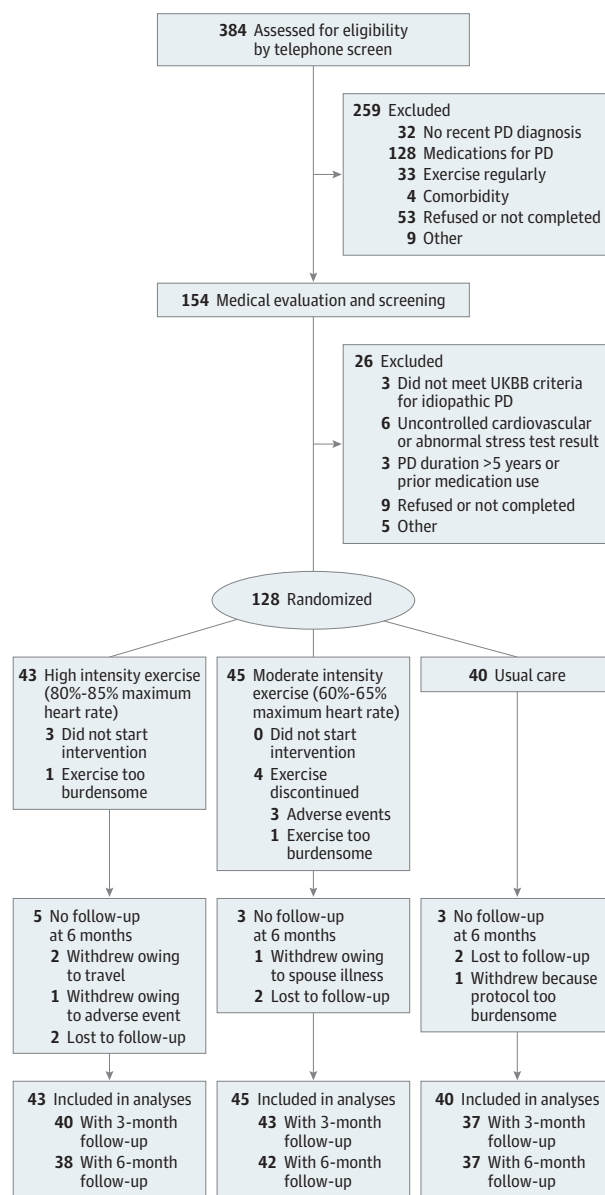 384 Assessed for eligibility
by telephone screen
259 Excluded
32 No recent PD diagnosis
128 Medications for PD
33 Exercise regularly
4 Comorbidity
53 Refused or not completed
9 Other
154 Medical evaluation and screening
26 Excluded
3 Did not meet UKBB criteria
for idiopathic PD
6 Uncontrolled cardiovascular
or abnormal stress test result
3 PD duration >5 years or
prior medication use
9 Refused or not completed
5 Other
128 Randomized
43 High intensity exercise
(80%-85% maximum
heart rate)
3 Did not start
intervention
1 Exercise too
burdensome
45 Moderate intensity
exercise (60%-65%
maximum heart rate)
0 Did not start
intervention
4 Exercise
discontinued
3 Adverse events
1 Exercise too
burdensome
40 Usual care
5 No follow-up
at 6 months
2 Withdrew owing
to travel
1 Withdrew owing
to adverse event
2 Lost to follow-up
3 No follow-up
at 6 months
1 Withdrew owing
to spouse illness
2 Lost to follow-up
3 No follow-up
at 6 months
2 Lost to follow-up
1 Withdrew because
protocol too
burdensome
43 Included in analyses
40 With 3-month
follow-up
38 With 6-month
follow-up
45 Included in analyses
43 With 3-month
follow-up
42 With 6-month
follow-up
40 Included in analyses
37 With 3-month
follow-up
37 With 6-month
follow-up